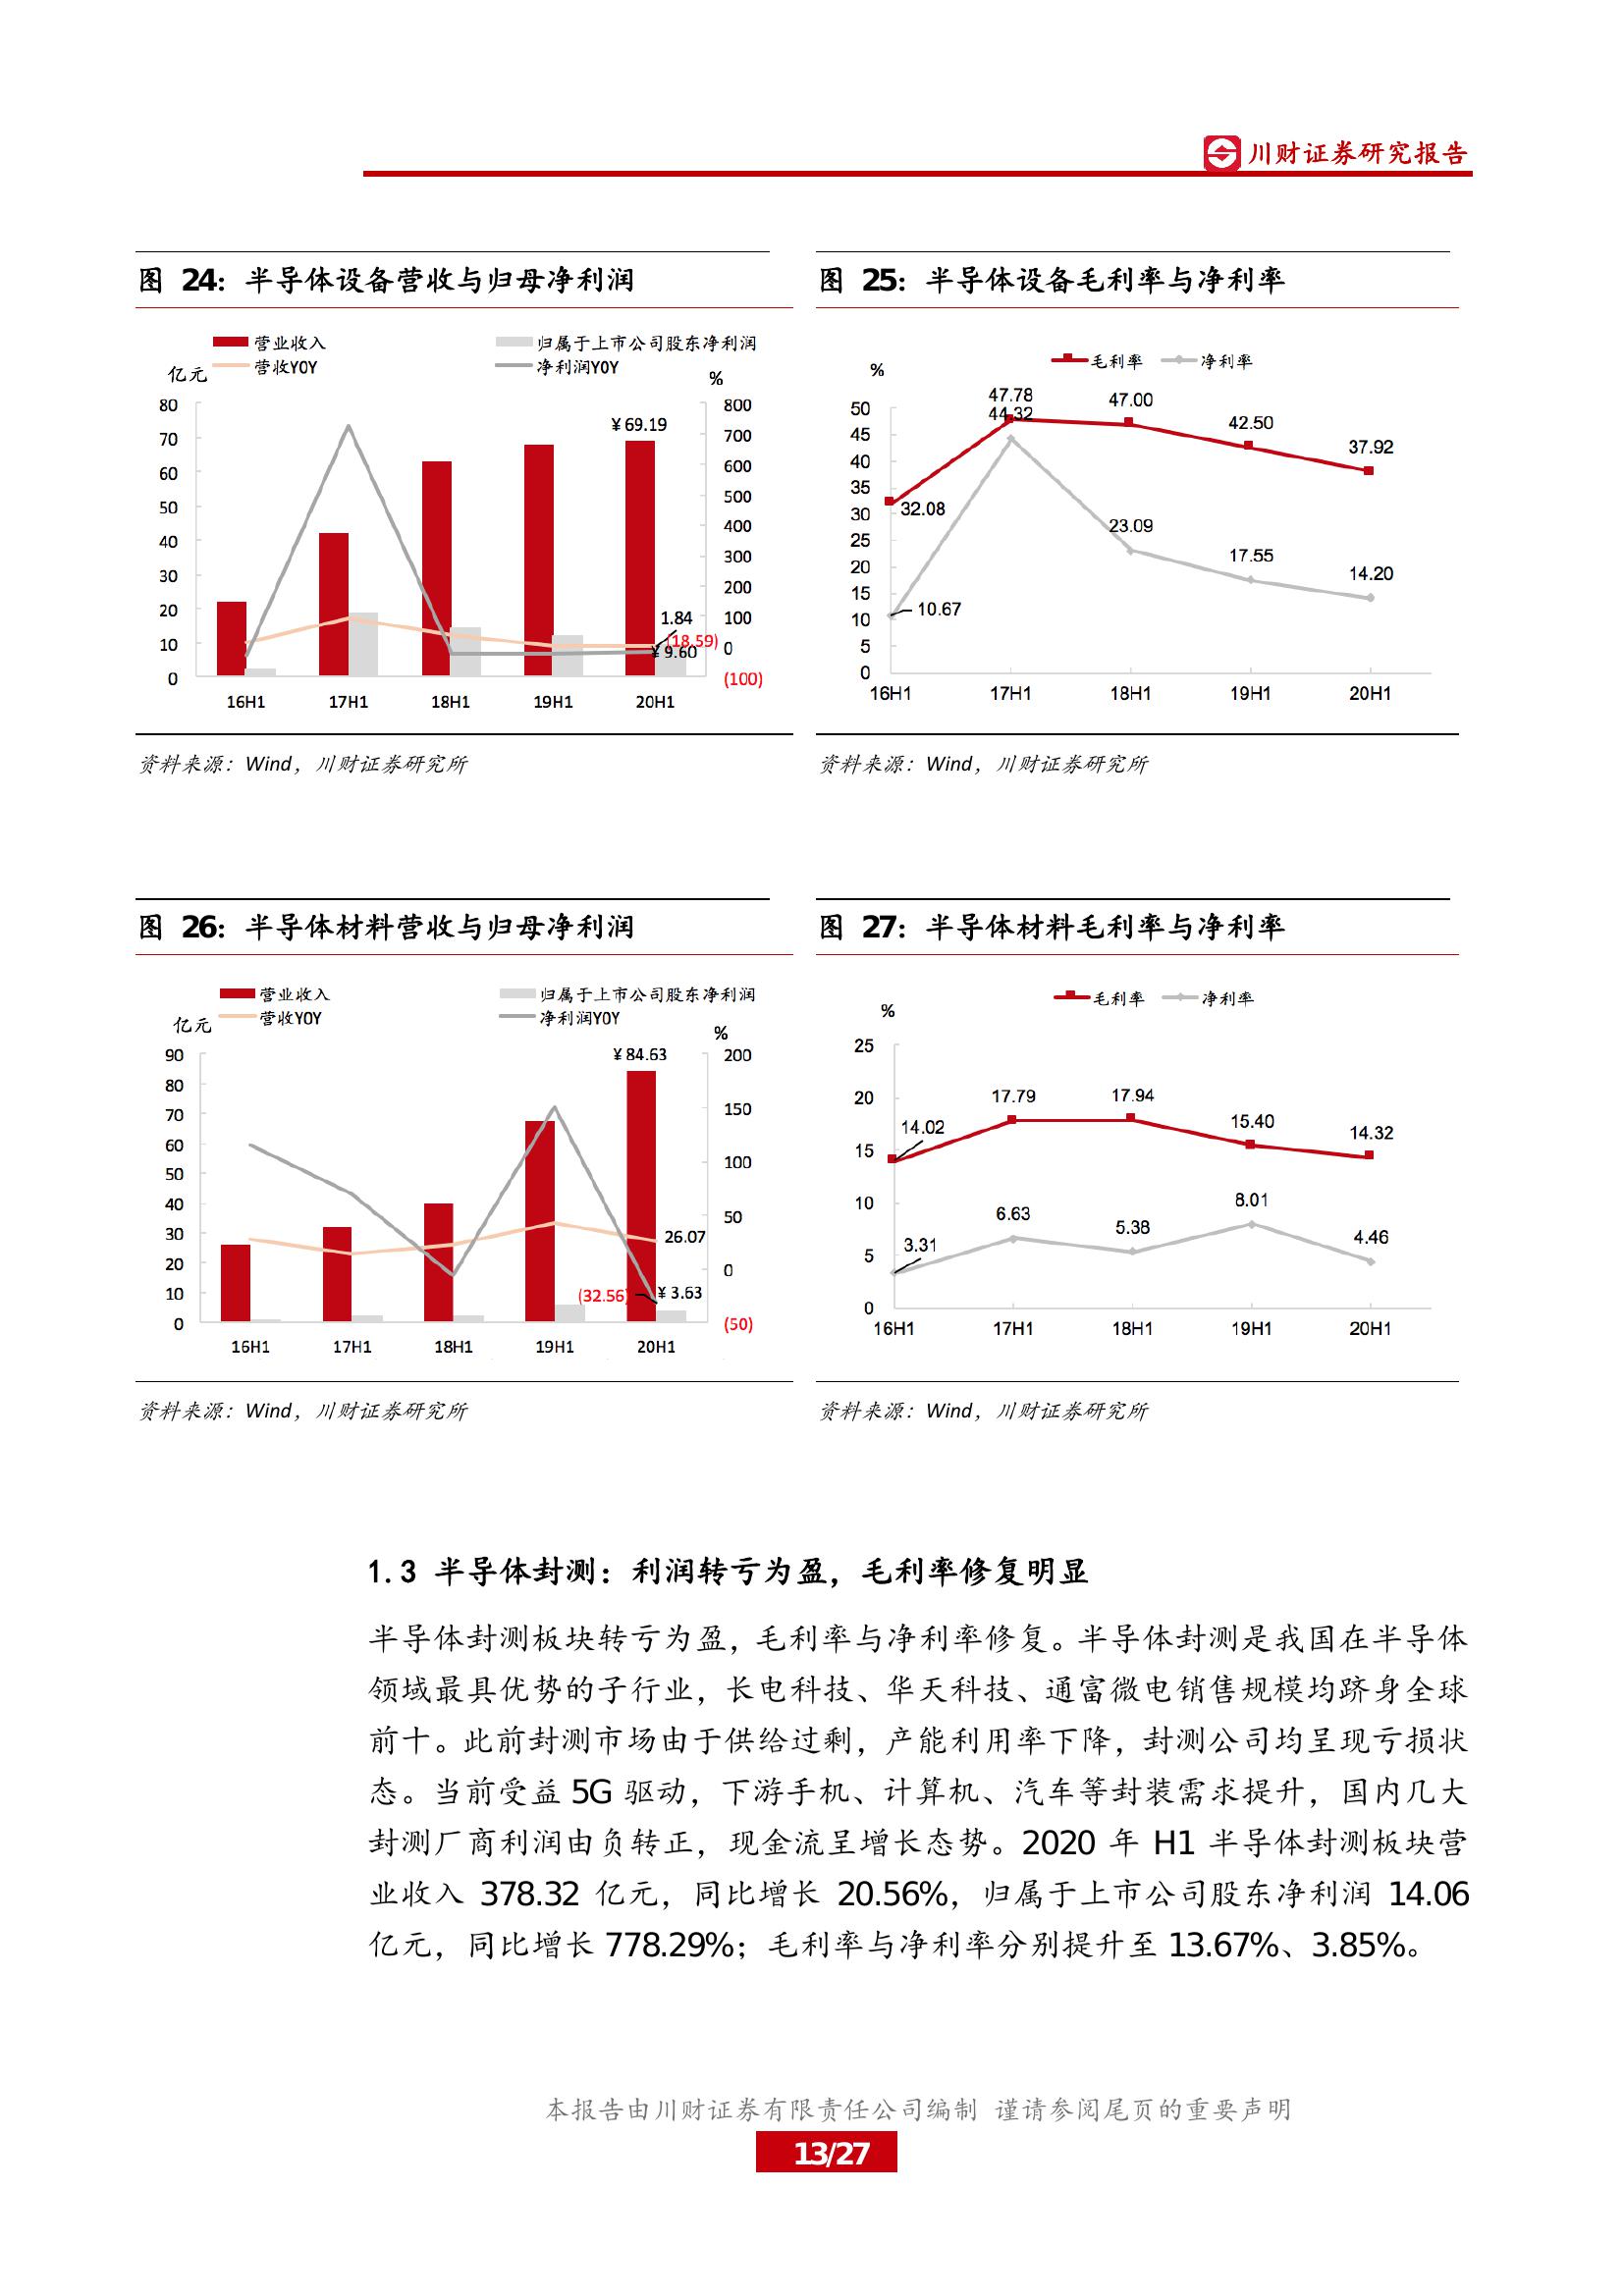 川财证券研究报告
图 24: 半导体设备营收与归母净利润
营业收入 归属于上市公司股东净利润
营收YOY 净利润YOY
亿元 %
80 800
70 700
60 600
50 500
40 400
30 300
20 200
10 100
0 0
(100)
¥69.19
1.84
(18.59)
¥9.60
16H1 17H1 18H1 19H1 20H1
资料来源：Wind，川财证券研究所
图 25: 半导体设备毛利率与净利率
毛利率 净利率
%
50
45
40
35
30
25
20
15
10
5
0
47.78 47.00 42.50 37.92
44.32
32.08
23.09 17.55 14.20
10.67
16H1 17H1 18H1 19H1 20H1
资料来源：Wind，川财证券研究所
图 26: 半导体材料营收与归母净利润
营业收入 归属于上市公司股东净利润
营收YOY 净利润YOY
亿元 %
90 200
80
70 150
60
50 100
40
30 50
20 0
10
0 (50)
¥84.63
26.07
(32.56) ¥3.63
16H1 17H1 18H1 19H1 20H1
资料来源：Wind，川财证券研究所
图 27: 半导体材料毛利率与净利率
毛利率 净利率
%
25
20
15
10
5
0
14.02 17.79 17.94 15.40 14.32
3.31 6.63 5.38 8.01 4.46
16H1 17H1 18H1 19H1 20H1
资料来源：Wind，川财证券研究所
1.3 半导体封测：利润转亏为盈，毛利率修复明显
半导体封测板块转亏为盈，毛利率与净利率修复。半导体封测是我国在半导体
领域最具优势的子行业，长电科技、华天科技、通富微电销售规模均跻身全球
前十。此前封测市场由于供给过剩，产能利用率下降，封测公司均呈现亏损状
态。当前受益 5G 驱动，下游手机、计算机、汽车等封装需求提升，国内几大
封测厂商利润由负转正，现金流呈增长态势。2020 年 H1 半导体封测板块营
业收入 378.32 亿元，同比增长 20.56%，归属于上市公司股东净利润 14.06
亿元，同比增长 778.29%；毛利率与净利率分别提升至 13.67%、3.85%。
本报告由川财证券有限责任公司编制 谨请参阅尾页的重要声明
13/27